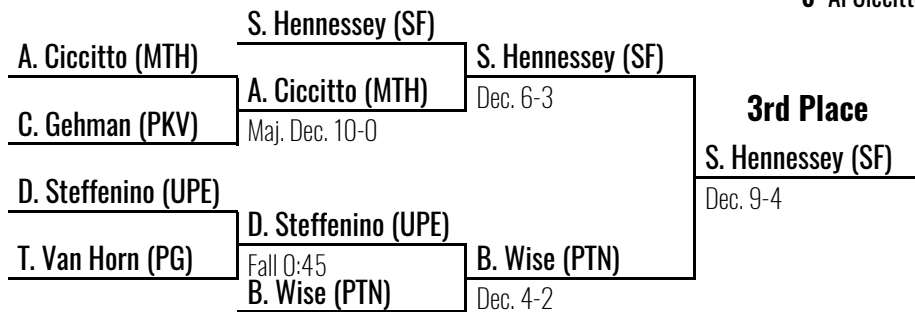 S. Hennessey (SF)
A. Ciccitto (MTH)
S. Hennessey (SF)
A. Ciccitto (MTH)
Dec. 6-3
C. Gehman (PKV)
Maj. Dec. 10-0
3rd Place
S. Hennessey (SF)
Dec. 9-4
D. Steffenino (UPE)
D. Steffenino (UPE)
T. Van Horn (PG)
Fall 0:45
B. Wise (PTN)
B. Wise (PTN)
Dec. 4-2